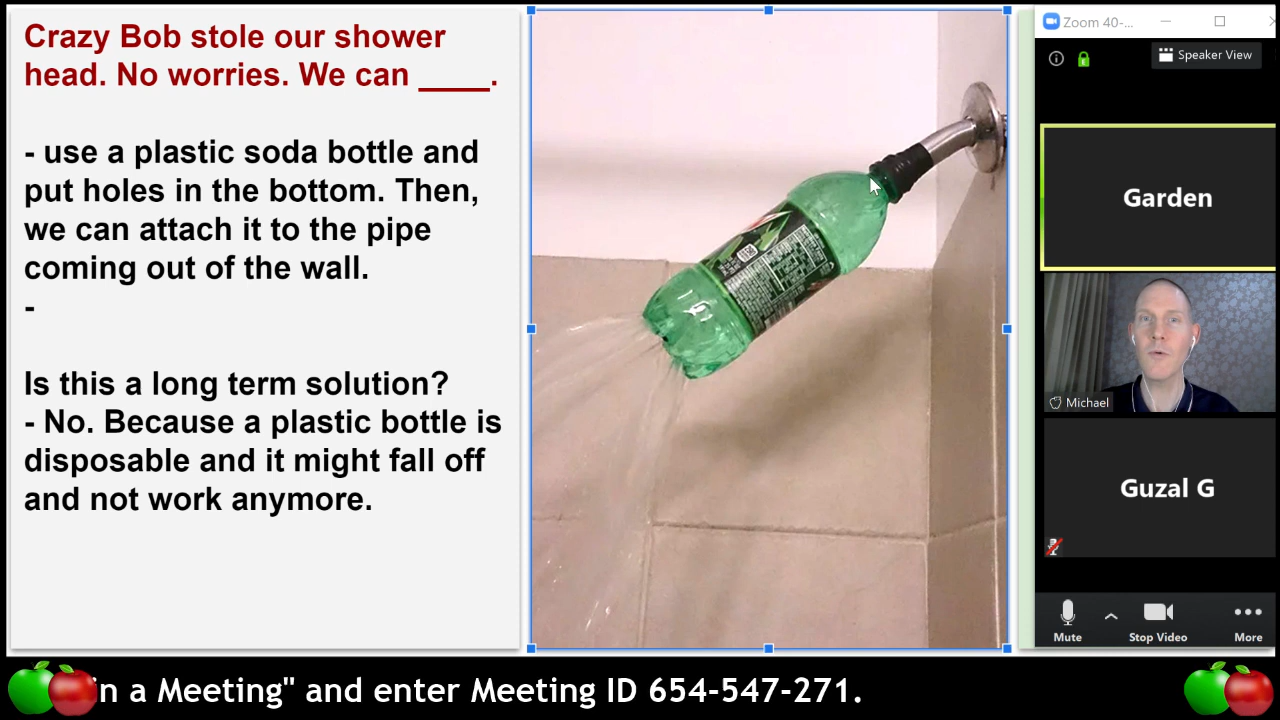 Crazy Bob stole our shower
head. No worries. We can ____.
- use a plastic soda bottle and
put holes in the bottom. Then,
we can attach it to the pipe
coming out of the wall.
-
Is this a long term solution?
- No. Because a plastic bottle is
disposable and it might fall off
and not work anymore.
Zoom 40-...
Speaker View
Garden
Michael
Guzal G
Mute
Stop Video
More
in a Meeting" and enter Meeting ID 654-547-271.